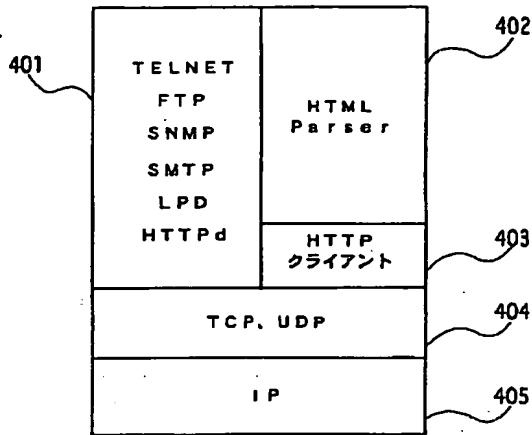 401
402
TELNET
FTP
SNMP
SMTP
LPD
HTTPd
HTML
Parser
403
HTTP
クライアント
404
TCP、UDP
405
IP